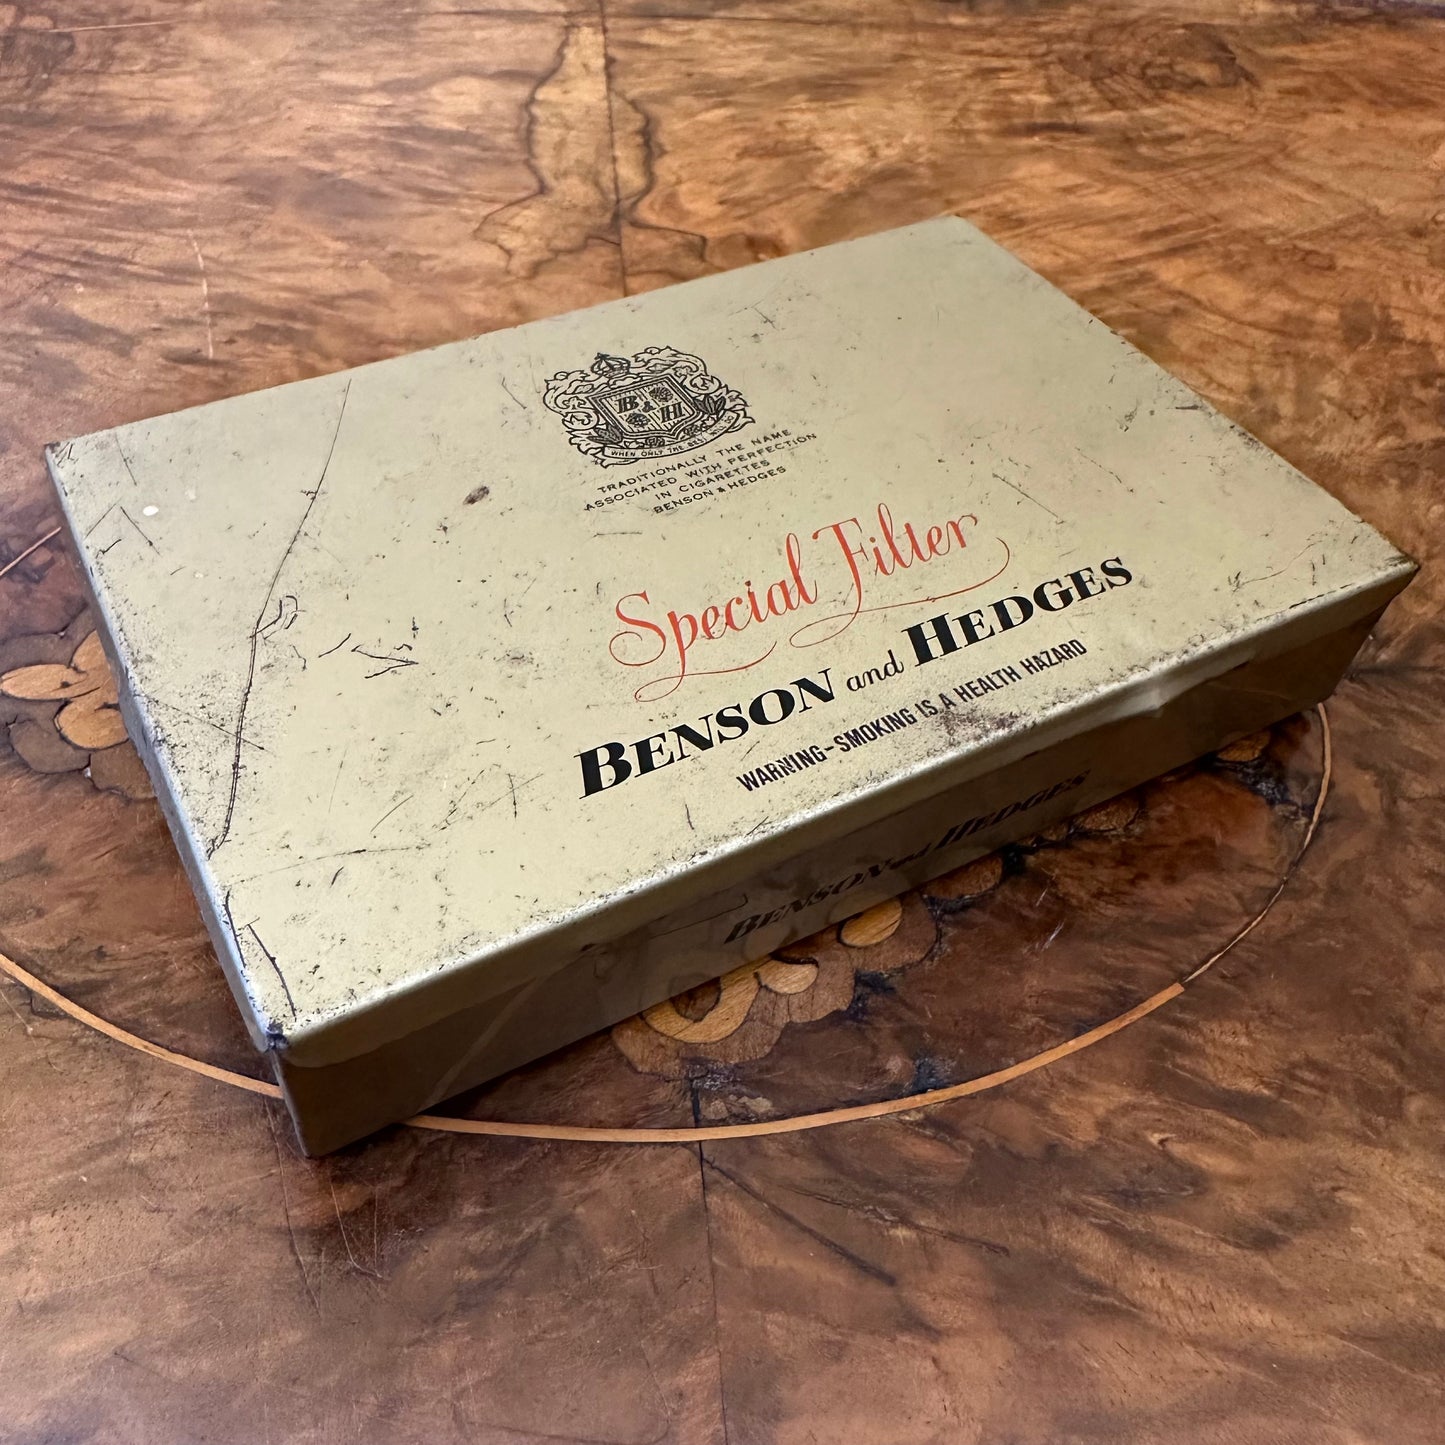 B & H
WHEN ONLY THE BEST WILL DO
TRADITIONALLY THE NAME
ASSOCIATED WITH PERFECTION
IN CIGARETTES
BENSON & HEDGES
Special Filter
BENSON and HEDGES
WARNING–SMOKING IS A HEALTH HAZARD
BENSON and HEDGES